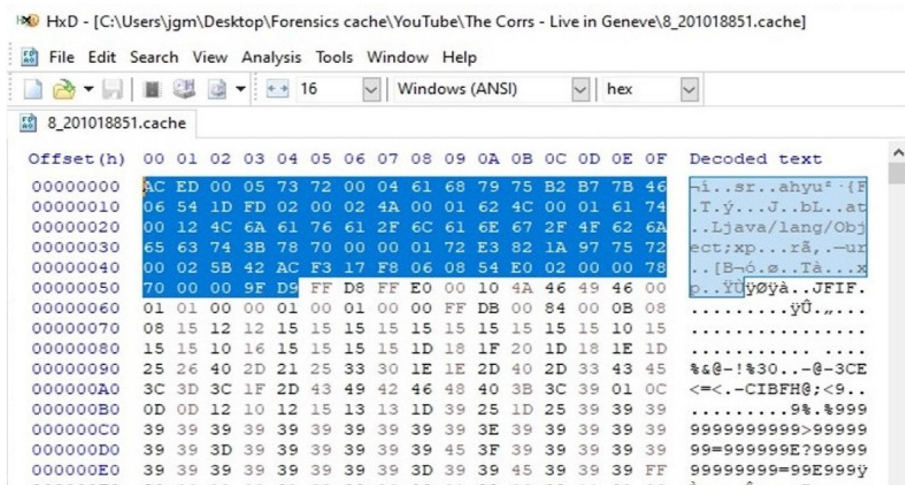 HxD - [C:\Users\jgm\Desktop\Forensics cache\YouTube\The Corrs - Live in Geneve\8_201018851.cache]
File Edit Search View Analysis Tools Window Help
16 Windows (ANSI) hex
8_201018851.cache
Offset(h) 00 01 02 03 04 05 06 07 08 09 0A 0B 0C 0D 0E 0F Decoded text
00000000 AC ED 00 05 73 72 00 04 61 68 79 75 B2 B7 7B 46 ¬í..sr..ahyu²·{F
00000010 06 54 1D FD 02 00 02 4A 00 01 62 4C 00 01 61 74 .T.ý...J..bL..at
00000020 00 12 4C 6A 61 76 61 2F 6C 61 6E 67 2F 4F 62 6A ..Ljava/lang/Obj
00000030 65 63 74 3B 78 70 00 00 01 72 E3 82 1A 97 75 72 ect;xp...rã‚.—ur
00000040 00 02 5B 42 AC F3 17 F8 06 08 54 E0 02 00 00 78 ..[B¬ó.ø..Tà...x
00000050 70 00 00 9F D9 FF D8 FF E0 00 10 4A 46 49 46 00 p..ŸÙÿØÿà..JFIF.
00000060 01 01 00 00 01 00 01 00 00 FF DB 00 84 00 0B 08 .........ÿÛ.„...
00000070 08 15 12 12 15 15 15 15 15 15 15 15 15 15 10 15 ................
00000080 15 15 10 16 15 15 15 15 1D 18 1F 20 1D 18 1E 1D ........... ....
00000090 25 26 40 2D 21 25 33 30 1E 1E 2D 40 2D 33 43 45 %&@-!%30..-@-3CE
000000A0 3C 3D 3C 1F 2D 43 49 42 46 48 40 3B 3C 39 01 0C <=<.-CIBFH@;<9..
000000B0 0D 0D 12 10 12 15 13 13 1D 39 25 1D 25 39 39 39 .........9%.%999
000000C0 39 39 39 39 39 39 39 39 39 39 3E 39 39 39 39 39 9999999999>99999
000000D0 39 39 3D 39 39 39 39 39 39 45 3F 39 39 39 39 39 99=999999E?99999
000000E0 39 39 39 39 39 39 39 39 3D 39 39 45 39 39 39 FF 99999999=99E999ÿ